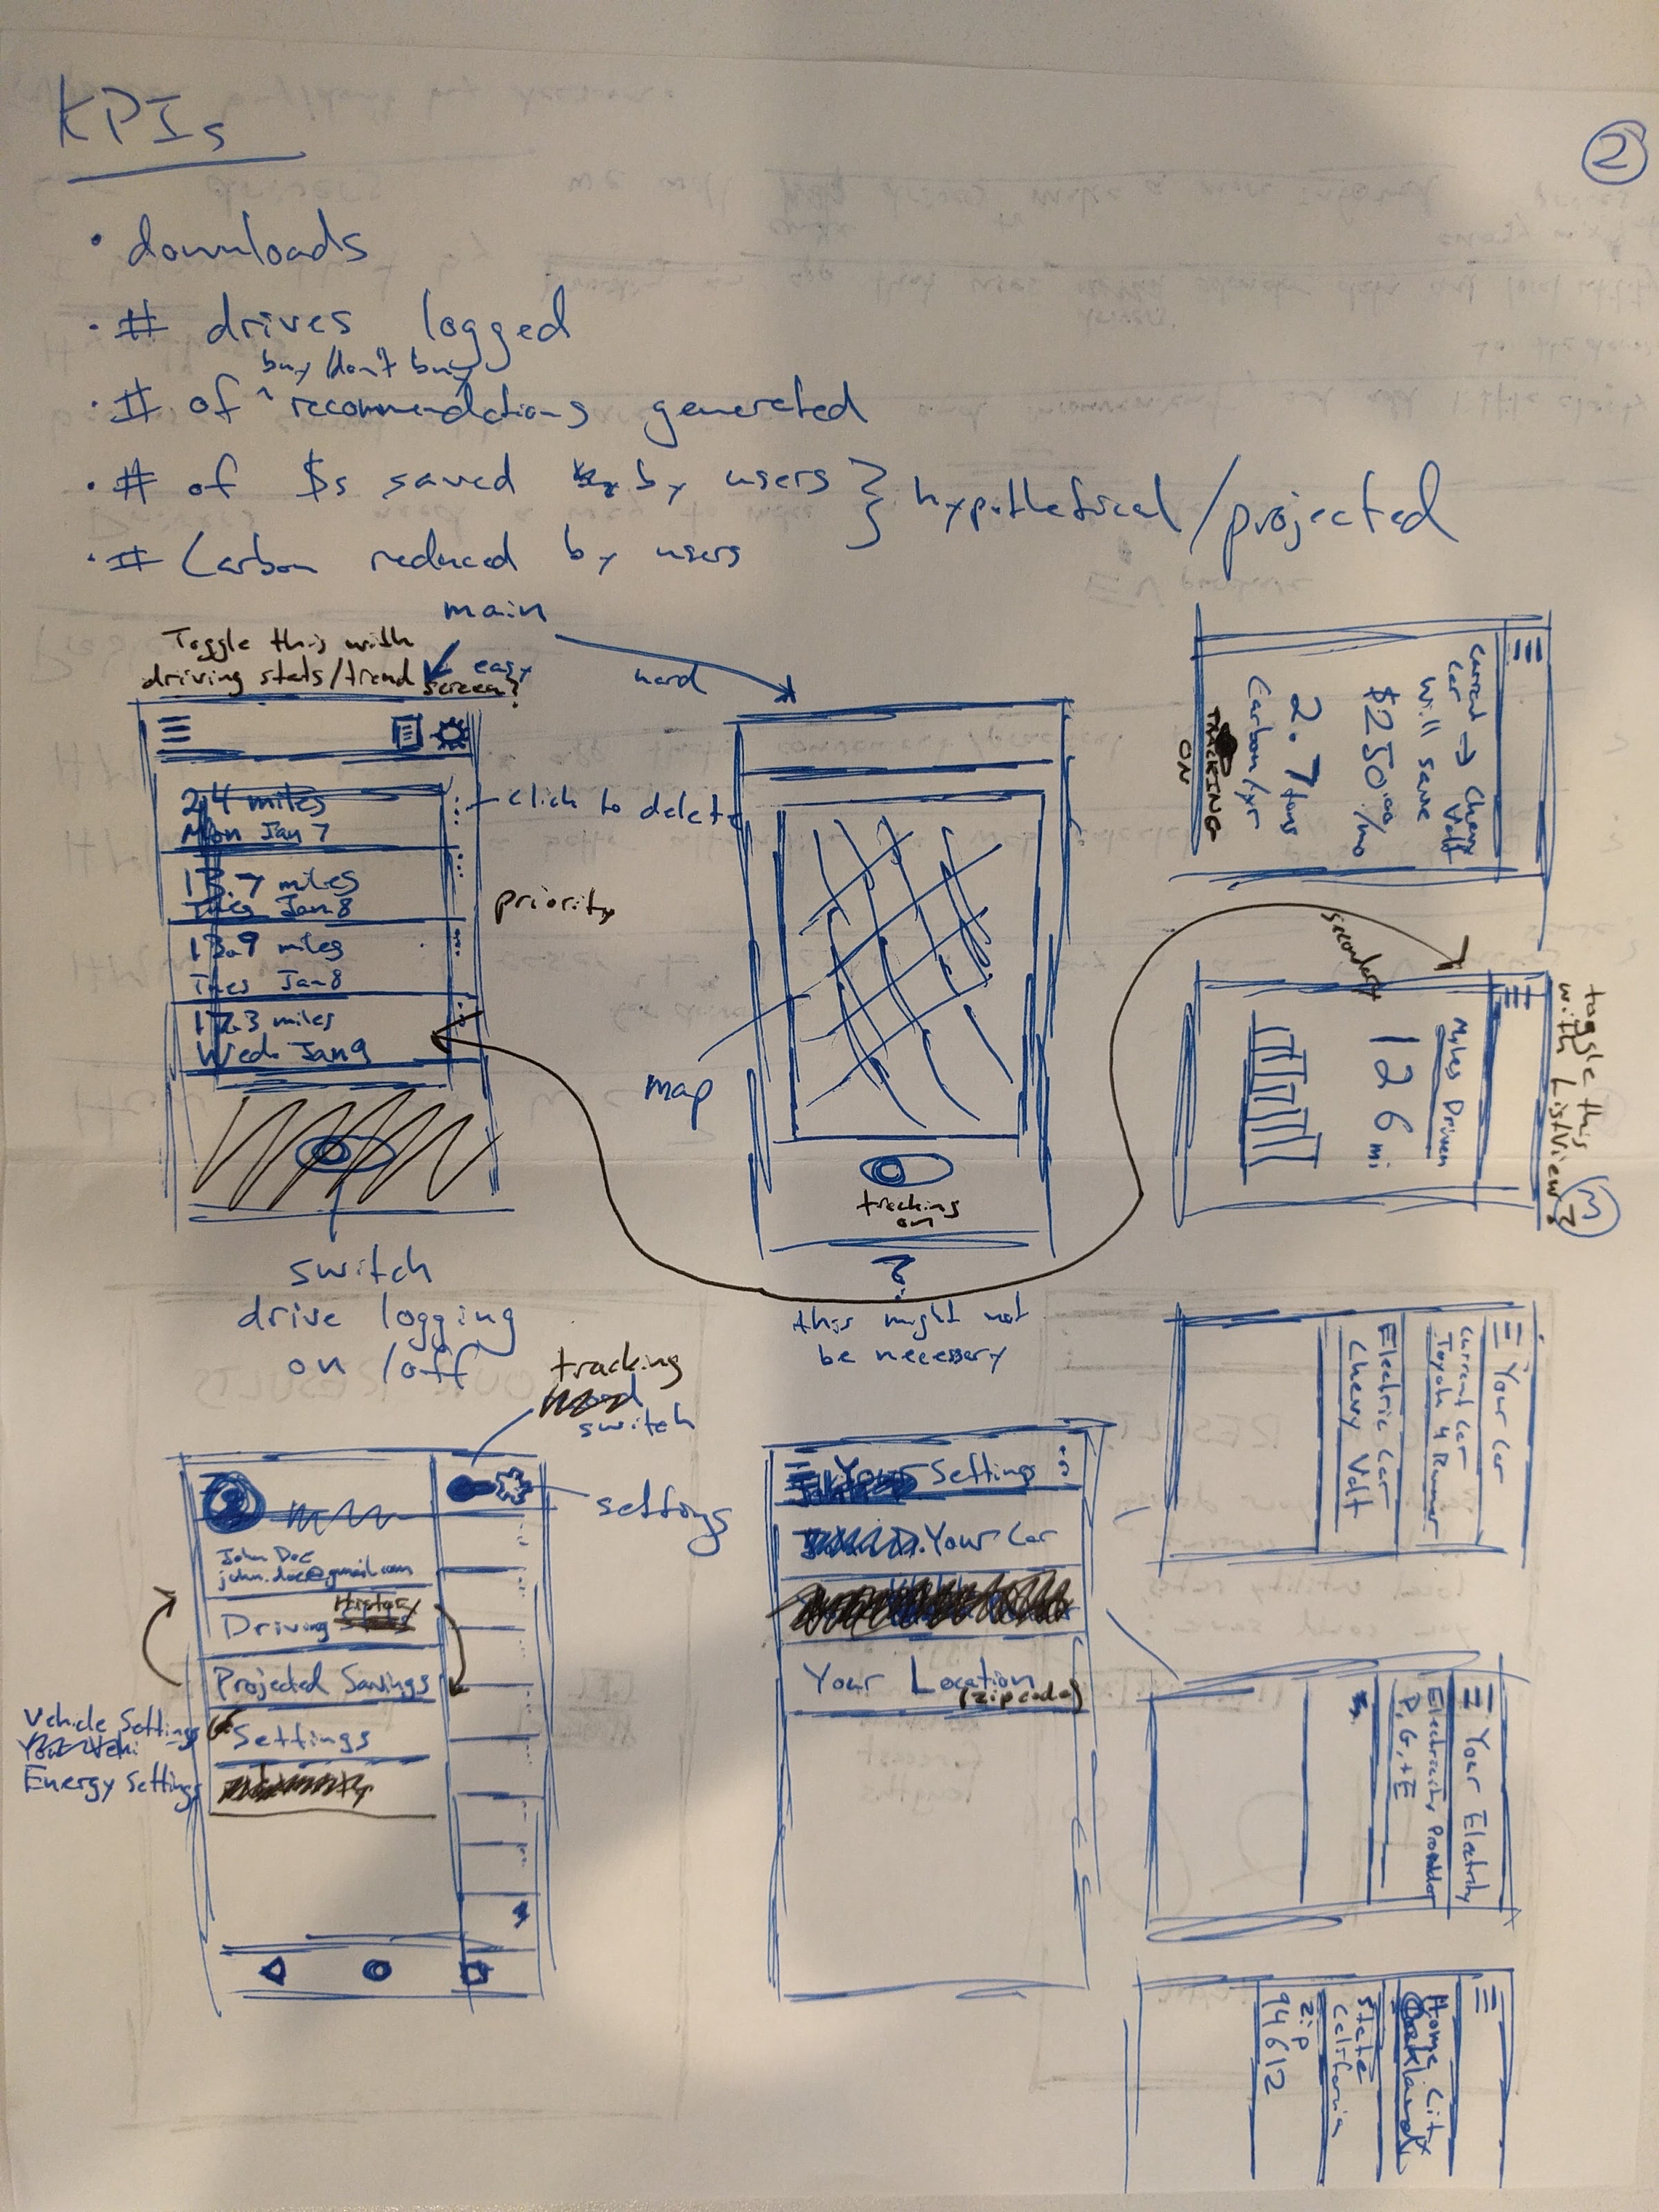 KPIs
2
• downloads
• # drives logged
buy/don't buy
• # of ^ recommendations generated
• # of $s saved by users } hypothetical/projected
• # Carbon reduced by users
main
Toggle this with
driving stats/trend
screen?
easy
hard
2.4 miles
Mon Jan 7
click to delete
13.7 miles
Tues Jan 8
priority
13.9 miles
Tues Jan 8
17.3 miles
Wed. Jan 9
switch
drive logging
on/off
map
tracking
on
?
this might not
be necessary
Current → Chevy
Car Volt
will save
$250.00/mo
2.7 tons
Carbon/yr
TRACKING
ON
secondary
toggle this
with ListView?
3
Miles Driven
126 mi
tracking
switch
settings
John Doe
john.doe@gmail.com
Driving History
Projected Savings
Settings
Vehicle Settings
Energy Settings
Your Settings
Your Car
Your Location
(zipcode)
Your Car
Current Car
Toyota 4 Runner
Electric Car
Chevy Volt
Your Electricity
Electricity Provider
P,G,+E
Home City
Oakland
State
California
Zip
94612